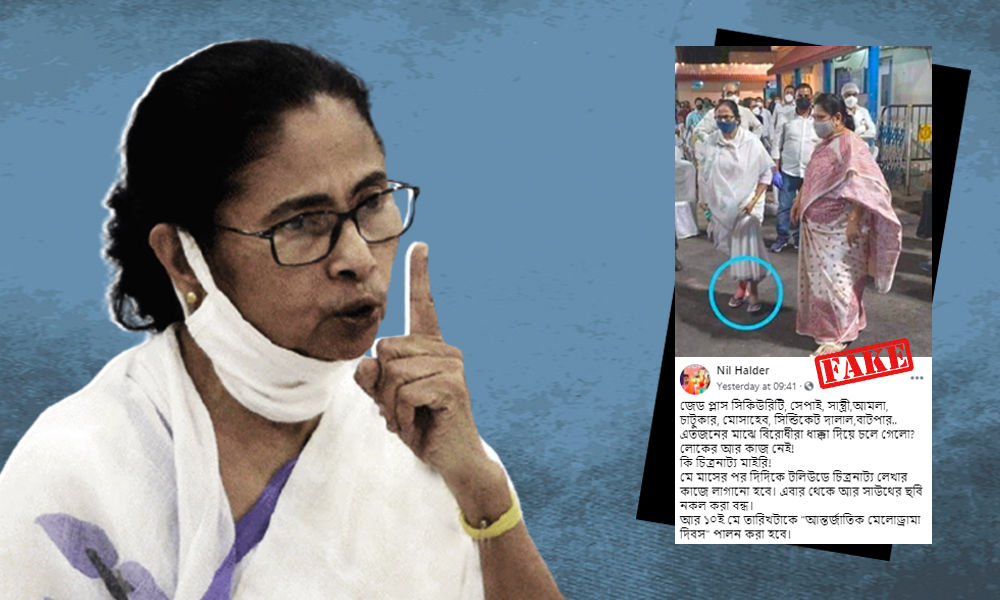 FAKE
Nil Halder
Yesterday at 09:41 ·
জেড প্লাস সিকিউরিটি, সেপাই, সান্ত্রী,আমলা,
চাটুকার, মোসাহেব, সিন্ডিকেট দালাল,বাটপার..
এতজনের মাঝে বিরোধীরা ধাক্কা দিয়ে চলে গেলো?
লোকের আর কাজ নেই!
কি চিত্রনাট্য মাইরি!
মে মাসের পর দিদিকে টলিউডে চিত্রনাট্য লেখার
কাজে লাগানো হবে। এবার থেকে আর সাউথের ছবি
নকল করা বন্ধ।
আর ১০ই মে তারিখটাকে "আন্তর্জাতিক মেলোড্রামা
দিবস" পালন করা হবে।